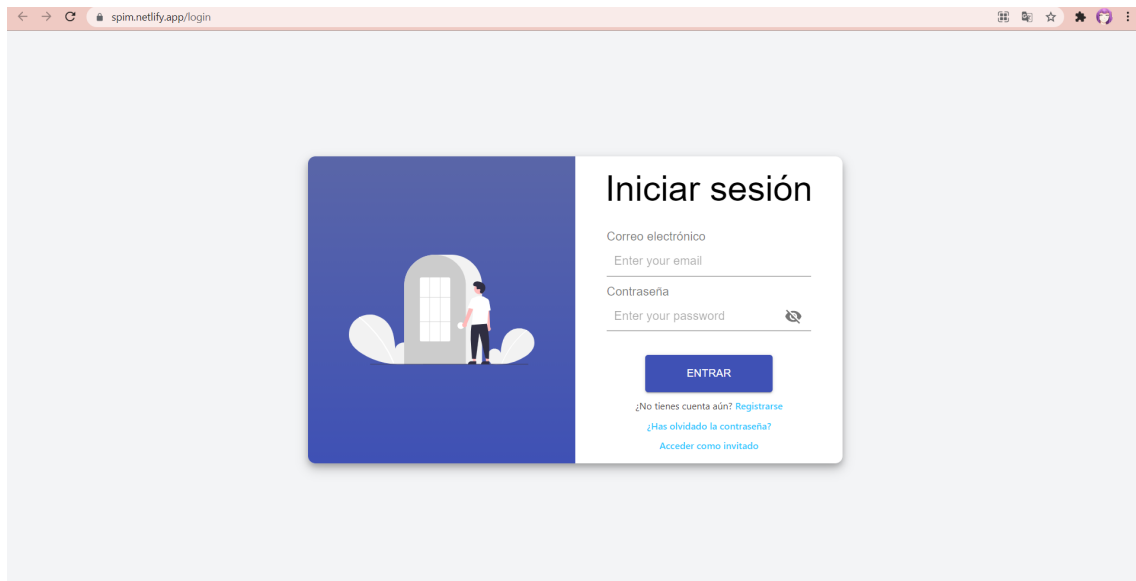 spim.netlify.app/login
Iniciar sesión
Correo electrónico
Enter your email
Contraseña
Enter your password
ENTRAR
¿No tienes cuenta aún? Registrarse
¿Has olvidado la contraseña?
Acceder como invitado